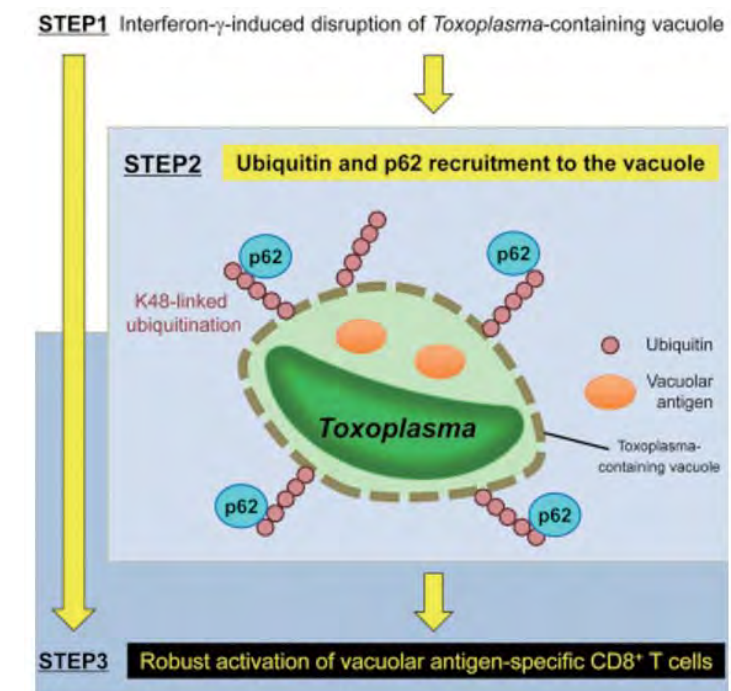 STEP1 Interferon-γ-induced disruption of Toxoplasma-containing vacuole
STEP2 Ubiquitin and p62 recruitment to the vacuole
p62
p62
K48-linked
ubiquitination
Ubiquitin
Vacuolar
antigen
Toxoplasma
Toxoplasma-
containing vacuole
p62
p62
STEP3 Robust activation of vacuolar antigen-specific CD8⁺ T cells